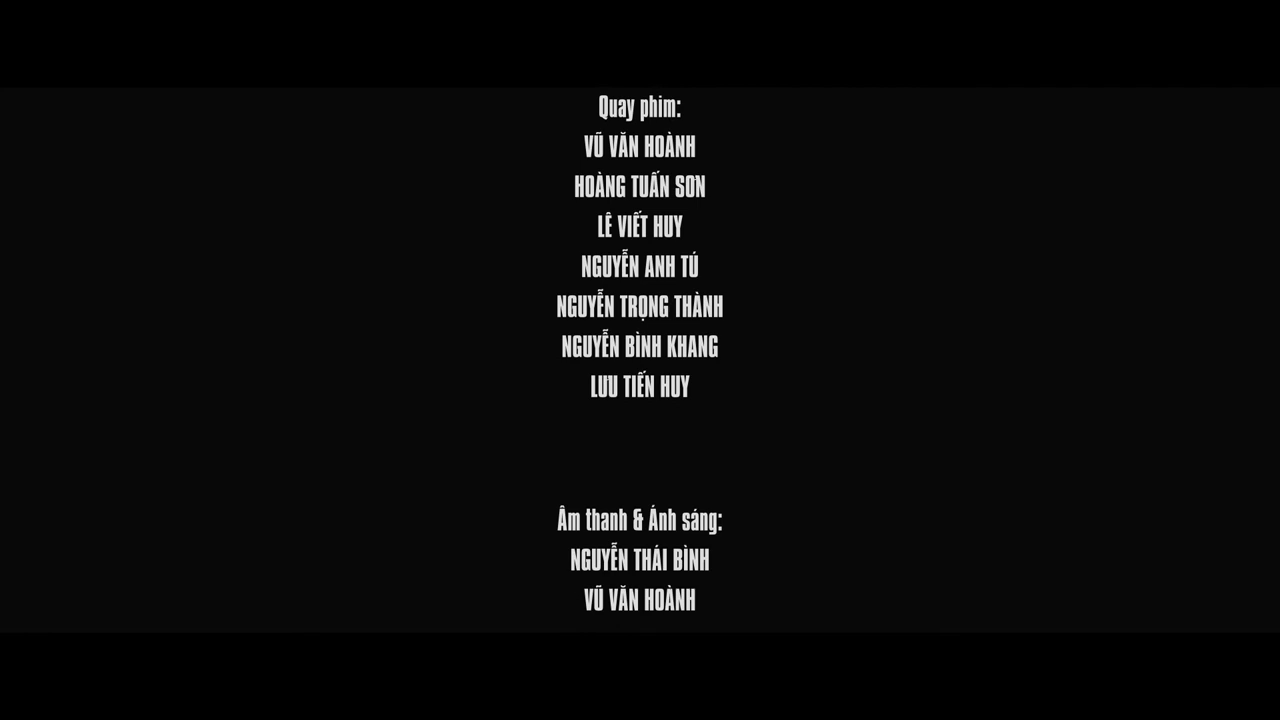 Quay phim:
VŨ VĂN HOÀNH
HOÀNG TUẤN SƠN
LÊ VIẾT HUY
NGUYỄN ANH TÚ
NGUYỄN TRỌNG THÀNH
NGUYỄN BÌNH KHANG
LƯU TIẾN HUY
Âm thanh & Ánh sáng:
NGUYỄN THÁI BÌNH
VŨ VĂN HOÀNH